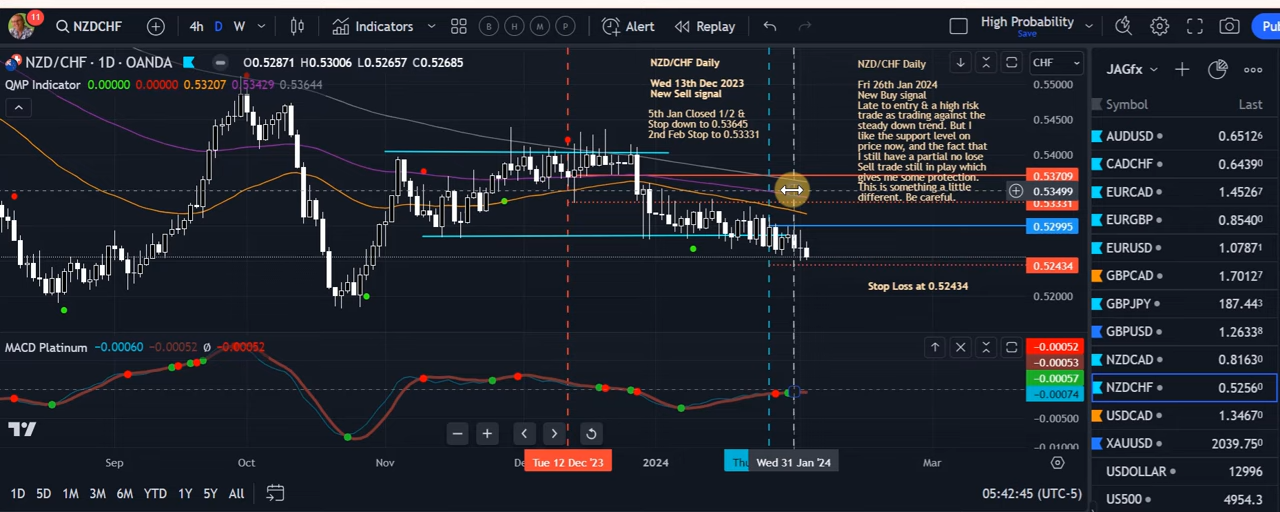 11
NZDCHF
4h D W
Indicators
B H M P
Alert
Replay
High Probability
Save
NZD/CHF · 1D · OANDA
O0.52871 H0.53006 L0.52657 C0.52685
QMP Indicator 0.00000 0.00000 0.53207 0.53429 0.53644
NZD/CHF Daily
Wed 13th Dec 2023
New Sell signal
5th Jan Closed 1/2 &
Stop down to 0.53645
2nd Feb Stop to 0.53331
NZD/CHF Daily
Fri 26th Jan 2024
New Buy signal
Late to entry & a high risk
trade as trading against the
steady down trend. But I
like the support level on
price now, and the fact that
I still have a partial no lose
Sell trade still in play which
gives me some protection.
This is something a little
different. Be careful.
Stop Loss at 0.52434
CHF
0.55000
0.54500
0.54000
0.53709
0.53499
0.53331
0.52995
0.52434
0.52000
MACD Platinum -0.00060 -0.00052 Ø -0.00052
-0.00052
-0.00053
-0.00057
-0.00074
-0.00500
-0.01000
Sep Oct Nov Tue 12 Dec '23 2024 Wed 31 Jan '24 Mar
1D 5D 1M 3M 6M YTD 1Y 5Y All
05:42:45 (UTC-5)
JAGfx
Symbol Last
AUDUSD 0.6512⁶
CADCHF 0.6439⁰
EURCAD 1.4526⁷
EURGBP 0.8540⁰
EURUSD 1.0787¹
GBPCAD 1.7012⁷
GBPJPY 187.44³
GBPUSD 1.2633⁸
NZDCAD 0.8163⁰
NZDCHF 0.5256⁰
USDCAD 1.3467⁰
XAUUSD 2039.75⁰
USDOLLAR 12996
US500 4954.3